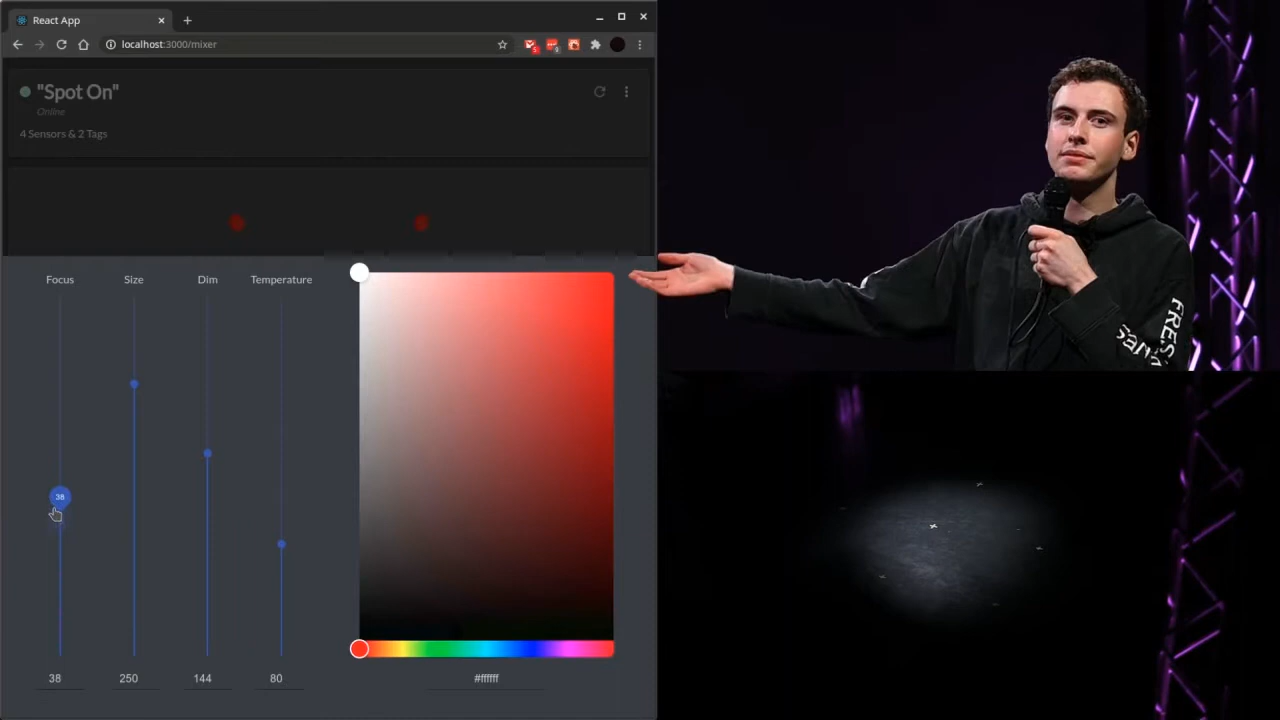 React App
localhost:3000/mixer
"Spot On"
Online
4 Sensors & 2 Tags
Focus
Size
Dim
Temperature
38
38
250
144
80
#ffffff
FRESH